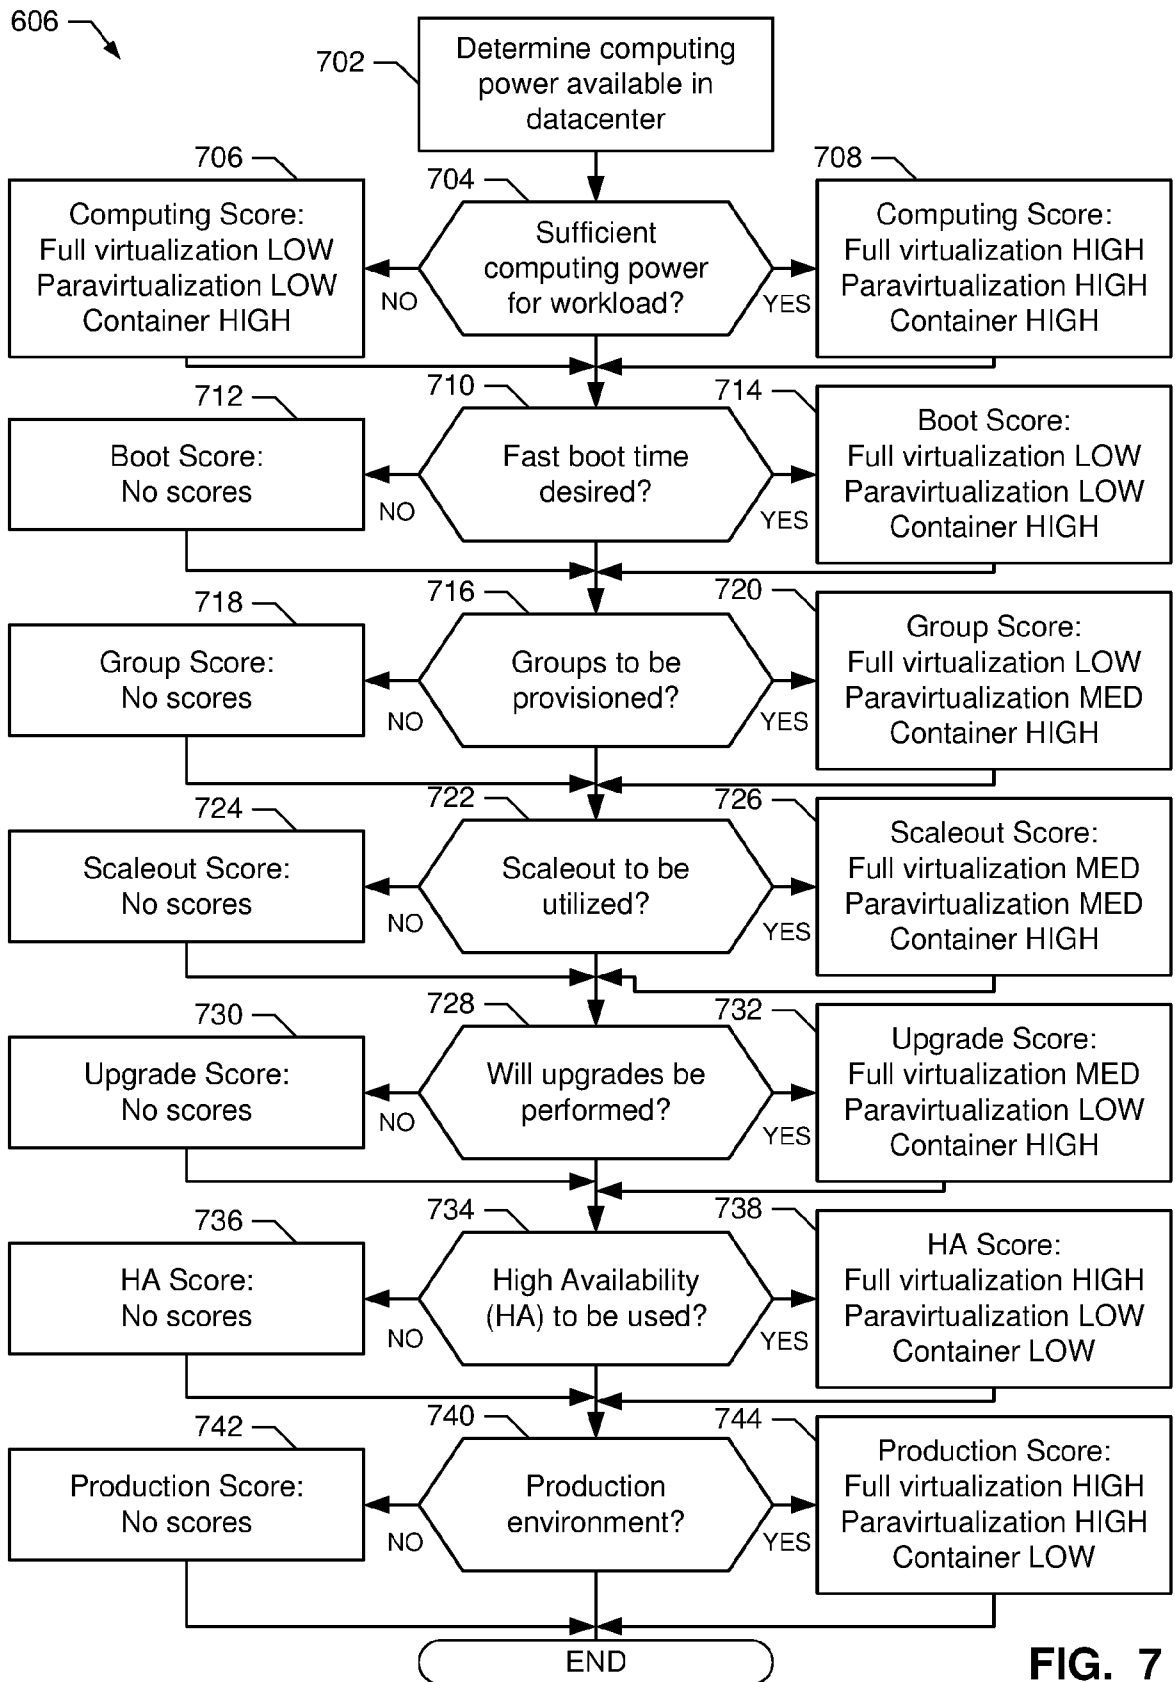 606
702
Determine computing
power available in
datacenter
706
704
708
Computing Score:
Full virtualization LOW
Paravirtualization LOW
Container HIGH
NO
Sufficient
computing power
for workload?
YES
Computing Score:
Full virtualization HIGH
Paravirtualization HIGH
Container HIGH
712
710
714
Boot Score:
No scores
NO
Fast boot time
desired?
YES
Boot Score:
Full virtualization LOW
Paravirtualization LOW
Container HIGH
718
716
720
Group Score:
No scores
NO
Groups to be
provisioned?
YES
Group Score:
Full virtualization LOW
Paravirtualization MED
Container HIGH
724
722
726
Scaleout Score:
No scores
NO
Scaleout to be
utilized?
YES
Scaleout Score:
Full virtualization MED
Paravirtualization MED
Container HIGH
730
728
732
Upgrade Score:
No scores
NO
Will upgrades be
performed?
YES
Upgrade Score:
Full virtualization MED
Paravirtualization LOW
Container HIGH
736
734
738
HA Score:
No scores
NO
High Availability
(HA) to be used?
YES
HA Score:
Full virtualization HIGH
Paravirtualization LOW
Container LOW
742
740
744
Production Score:
No scores
NO
Production
environment?
YES
Production Score:
Full virtualization HIGH
Paravirtualization HIGH
Container LOW
END
FIG. 7